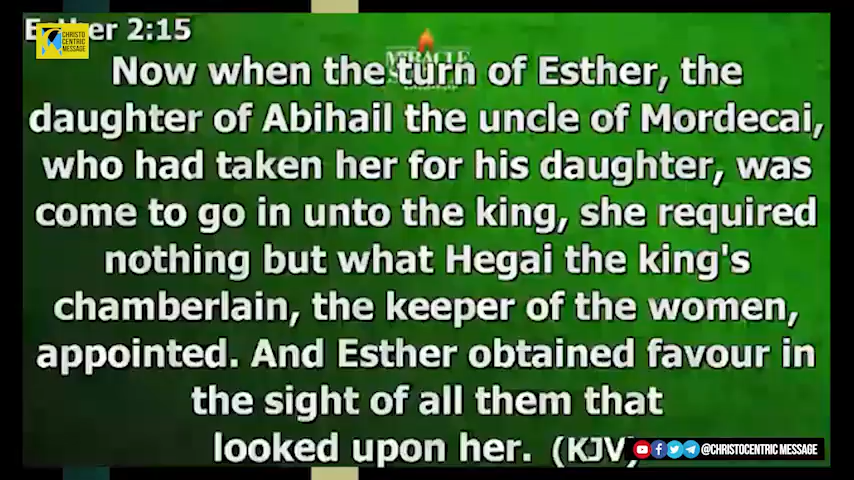 Esther 2:15
CHRISTO
CENTRIC
MESSAGE
Now when the turn of Esther, the
daughter of Abihail the uncle of Mordecai,
who had taken her for his daughter, was
come to go in unto the king, she required
nothing but what Hegai the king's
chamberlain, the keeper of the women,
appointed. And Esther obtained favour in
the sight of all them that
looked upon her. (KJV)
@CHRISTOCENTRIC MESSAGE